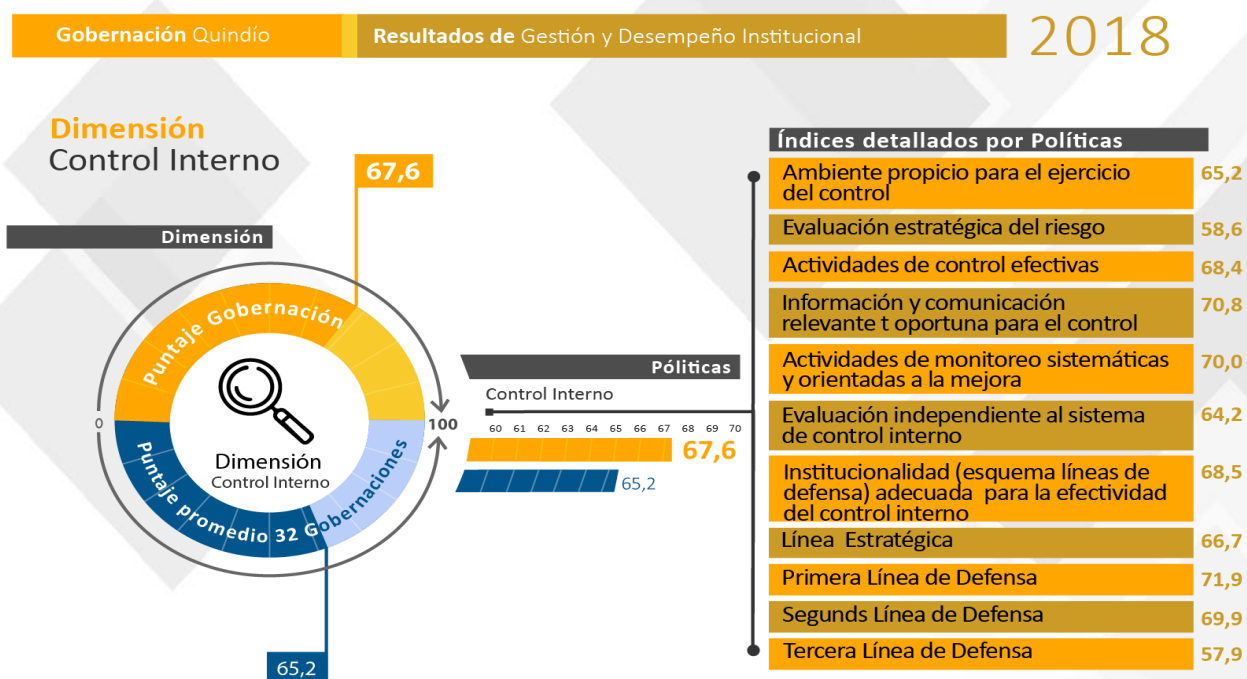 Gobernación Quindío
Resultados de Gestión y Desempeño Institucional
2018
Dimensión
Control Interno
67,6
Dimensión
Puntaje Gobernación
0
100
Dimensión
Control Interno
Puntaje promedio 32 Gobernaciones
65,2
Póliticas
Control Interno
60 61 62 63 64 65 66 67 68 69 70
67,6
65,2
Índices detallados por Políticas
Ambiente propicio para el ejercicio
del control
65,2
Evaluación estratégica del riesgo
58,6
Actividades de control efectivas
68,4
Información y comunicación
relevante t oportuna para el control
70,8
Actividades de monitoreo sistemáticas
y orientadas a la mejora
70,0
Evaluación independiente al sistema
de control interno
64,2
Institucionalidad (esquema líneas de
defensa) adecuada para la efectividad
del control interno
68,5
Línea Estratégica
66,7
Primera Línea de Defensa
71,9
Segunds Línea de Defensa
69,9
Tercera Línea de Defensa
57,9